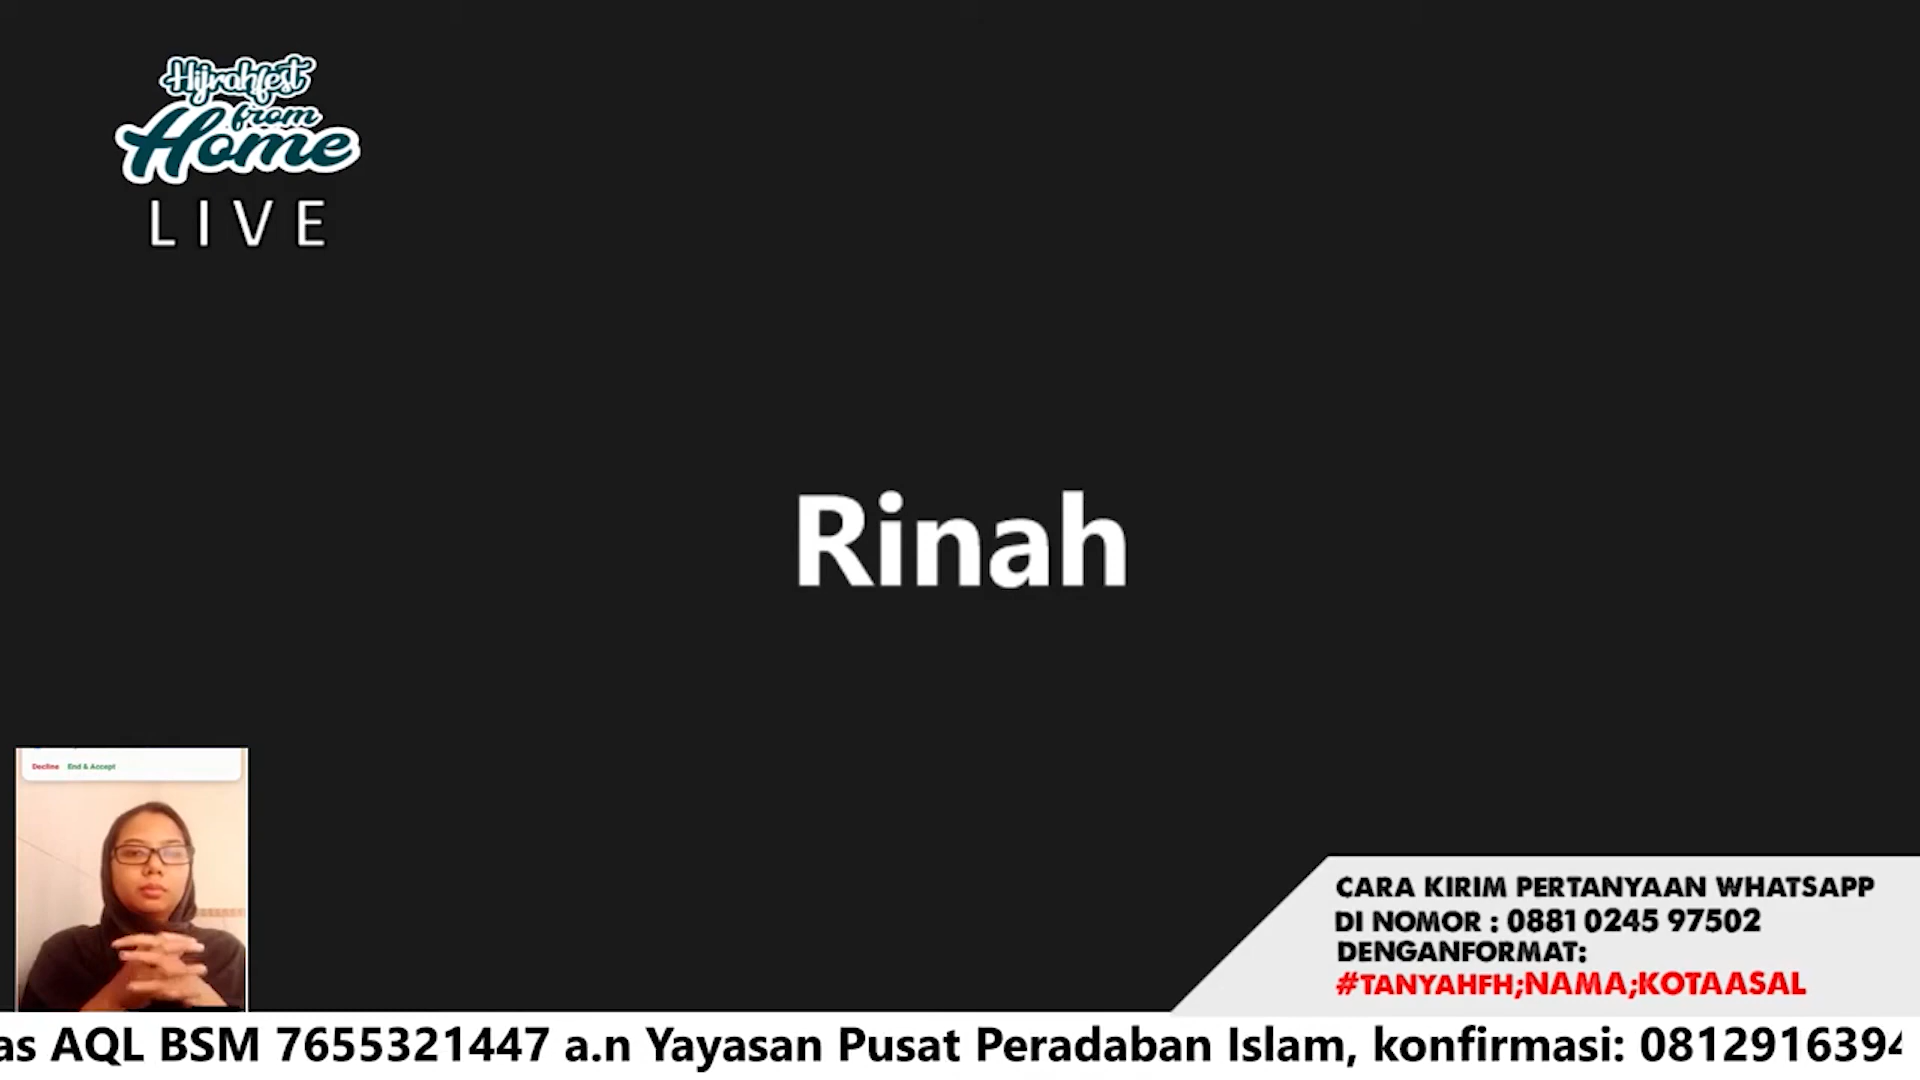 Hijrahfest
from
Home
LIVE
Rinah
Decline End & Accept
CARA KIRIM PERTANYAAN WHATSAPP
DI NOMOR : 0881 0245 97502
DENGANFORMAT:
#TANYAHFH;NAMA;KOTAASAL
as AQL BSM 7655321447 a.n Yayasan Pusat Peradaban Islam, konfirmasi: 0812916394